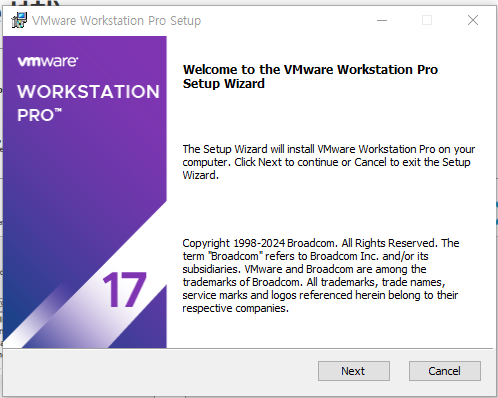 VMware Workstation Pro Setup
vmware®
WORKSTATION
PRO™
17
Welcome to the VMware Workstation Pro
Setup Wizard
The Setup Wizard will install VMware Workstation Pro on your
computer. Click Next to continue or Cancel to exit the Setup
Wizard.
Copyright 1998-2024 Broadcom. All Rights Reserved. The
term "Broadcom" refers to Broadcom Inc. and/or its
subsidiaries. VMware and Broadcom are among the
trademarks of Broadcom. All trademarks, trade names,
service marks and logos referenced herein belong to their
respective companies.
Next
Cancel